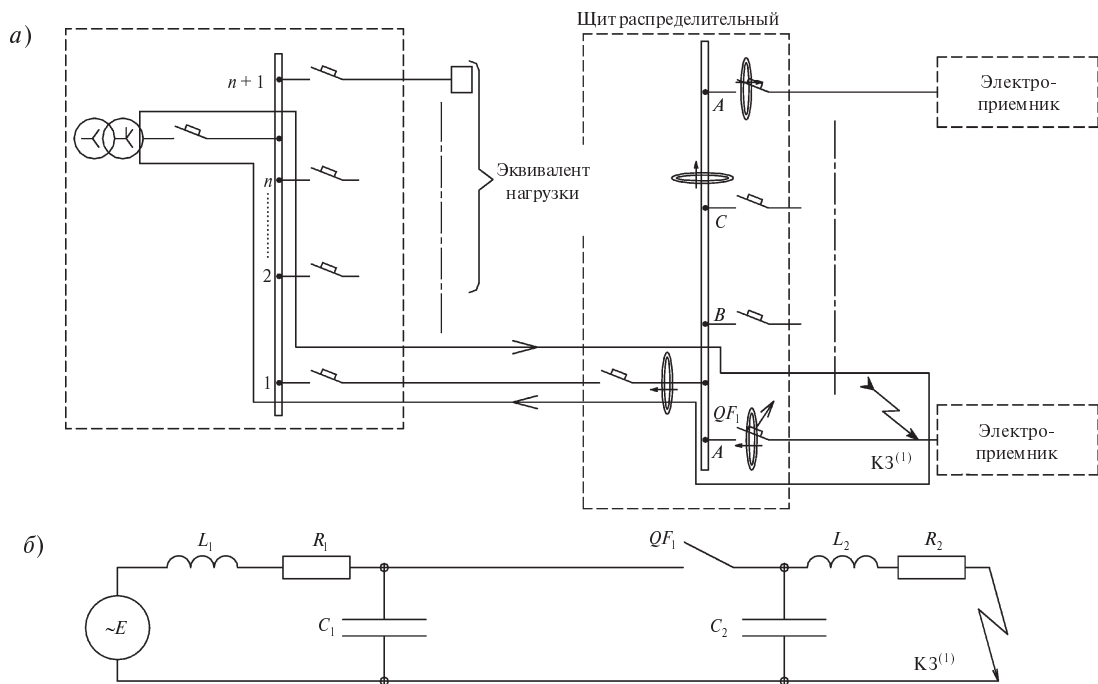 Щит распределительный
а)
n + 1
Электро-
приемник
A
Эквивалент
нагрузки
n
C
2
B
1
QF₁
A
КЗ⁽¹⁾
Электро-
приемник
б)
L₁
R₁
QF₁
L₂
R₂
~E
C₁
C₂
КЗ⁽¹⁾